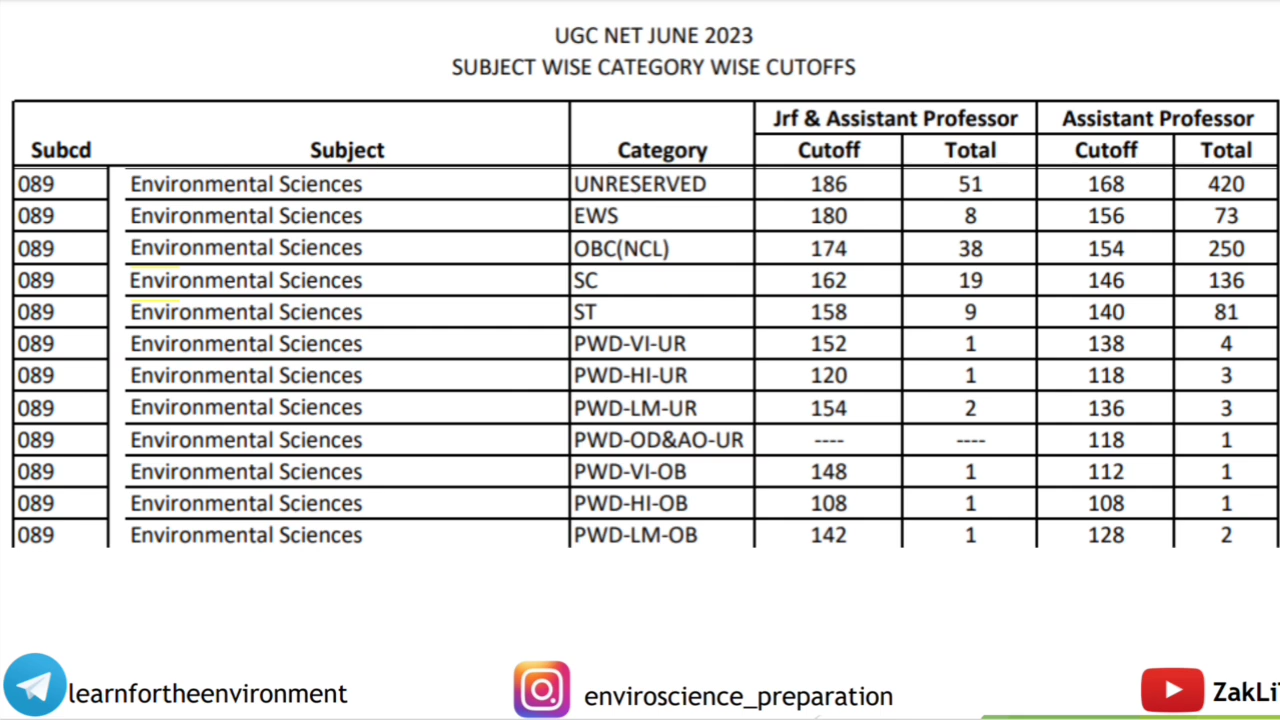 UGC NET JUNE 2023
SUBJECT WISE CATEGORY WISE CUTOFFS
Jrf & Assistant Professor Assistant Professor
Subcd Subject Category Cutoff Total Cutoff Total
089 Environmental Sciences UNRESERVED 186 51 168 420
089 Environmental Sciences EWS 180 8 156 73
089 Environmental Sciences OBC(NCL) 174 38 154 250
089 Environmental Sciences SC 162 19 146 136
089 Environmental Sciences ST 158 9 140 81
089 Environmental Sciences PWD-VI-UR 152 1 138 4
089 Environmental Sciences PWD-HI-UR 120 1 118 3
089 Environmental Sciences PWD-LM-UR 154 2 136 3
089 Environmental Sciences PWD-OD&AO-UR ---- ---- 118 1
089 Environmental Sciences PWD-VI-OB 148 1 112 1
089 Environmental Sciences PWD-HI-OB 108 1 108 1
089 Environmental Sciences PWD-LM-OB 142 1 128 2
learnfortheenvironment enviroscience_preparation